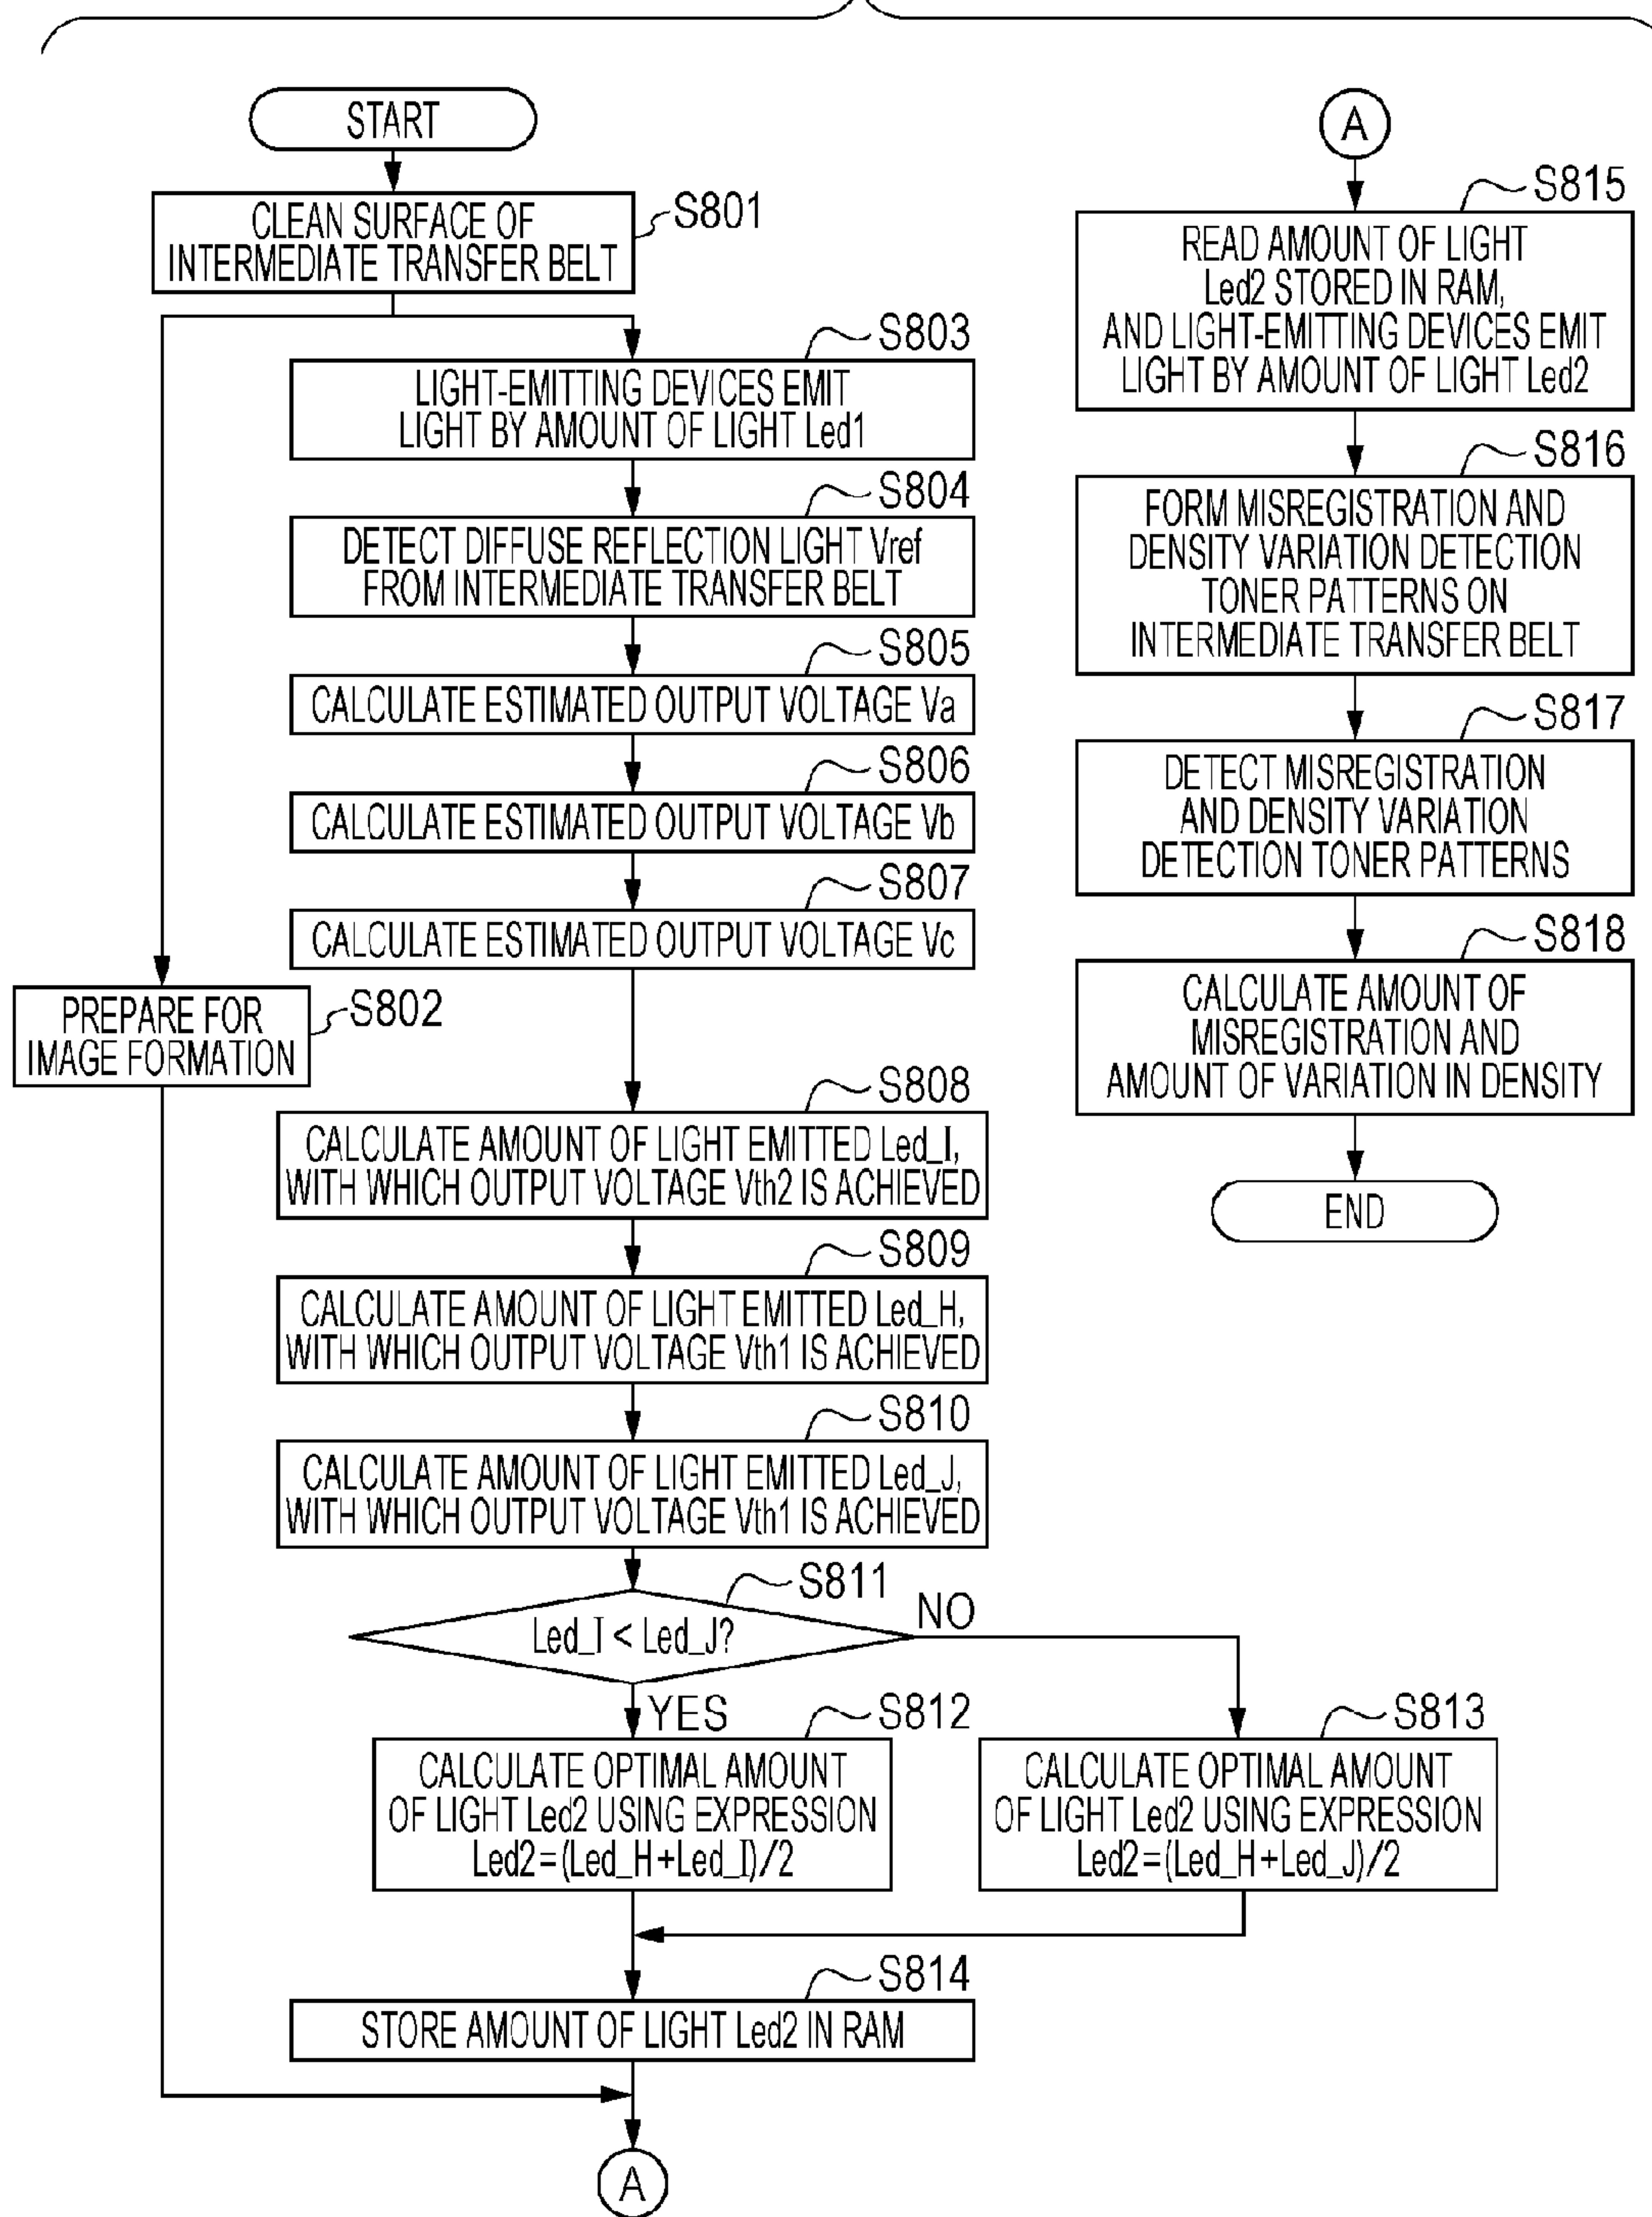 START
S801
CLEAN SURFACE OF
INTERMEDIATE TRANSFER BELT
S803
LIGHT-EMITTING DEVICES EMIT
LIGHT BY AMOUNT OF LIGHT Led1
S804
DETECT DIFFUSE REFLECTION LIGHT Vref
FROM INTERMEDIATE TRANSFER BELT
S805
CALCULATE ESTIMATED OUTPUT VOLTAGE Va
S806
CALCULATE ESTIMATED OUTPUT VOLTAGE Vb
S807
CALCULATE ESTIMATED OUTPUT VOLTAGE Vc
S802
PREPARE FOR
IMAGE FORMATION
S808
CALCULATE AMOUNT OF LIGHT EMITTED Led_I,
WITH WHICH OUTPUT VOLTAGE Vth2 IS ACHIEVED
S809
CALCULATE AMOUNT OF LIGHT EMITTED Led_H,
WITH WHICH OUTPUT VOLTAGE Vth1 IS ACHIEVED
S810
CALCULATE AMOUNT OF LIGHT EMITTED Led_J,
WITH WHICH OUTPUT VOLTAGE Vth1 IS ACHIEVED
S811
Led_I < Led_J?
NO
YES
S812
CALCULATE OPTIMAL AMOUNT
OF LIGHT Led2 USING EXPRESSION
Led2=(Led_H+Led_I)/2
S813
CALCULATE OPTIMAL AMOUNT
OF LIGHT Led2 USING EXPRESSION
Led2=(Led_H+Led_J)/2
S814
STORE AMOUNT OF LIGHT Led2 IN RAM
A
A
S815
READ AMOUNT OF LIGHT
Led2 STORED IN RAM,
AND LIGHT-EMITTING DEVICES EMIT
LIGHT BY AMOUNT OF LIGHT Led2
S816
FORM MISREGISTRATION AND
DENSITY VARIATION DETECTION
TONER PATTERNS ON
INTERMEDIATE TRANSFER BELT
S817
DETECT MISREGISTRATION
AND DENSITY VARIATION
DETECTION TONER PATTERNS
S818
CALCULATE AMOUNT OF
MISREGISTRATION AND
AMOUNT OF VARIATION IN DENSITY
END